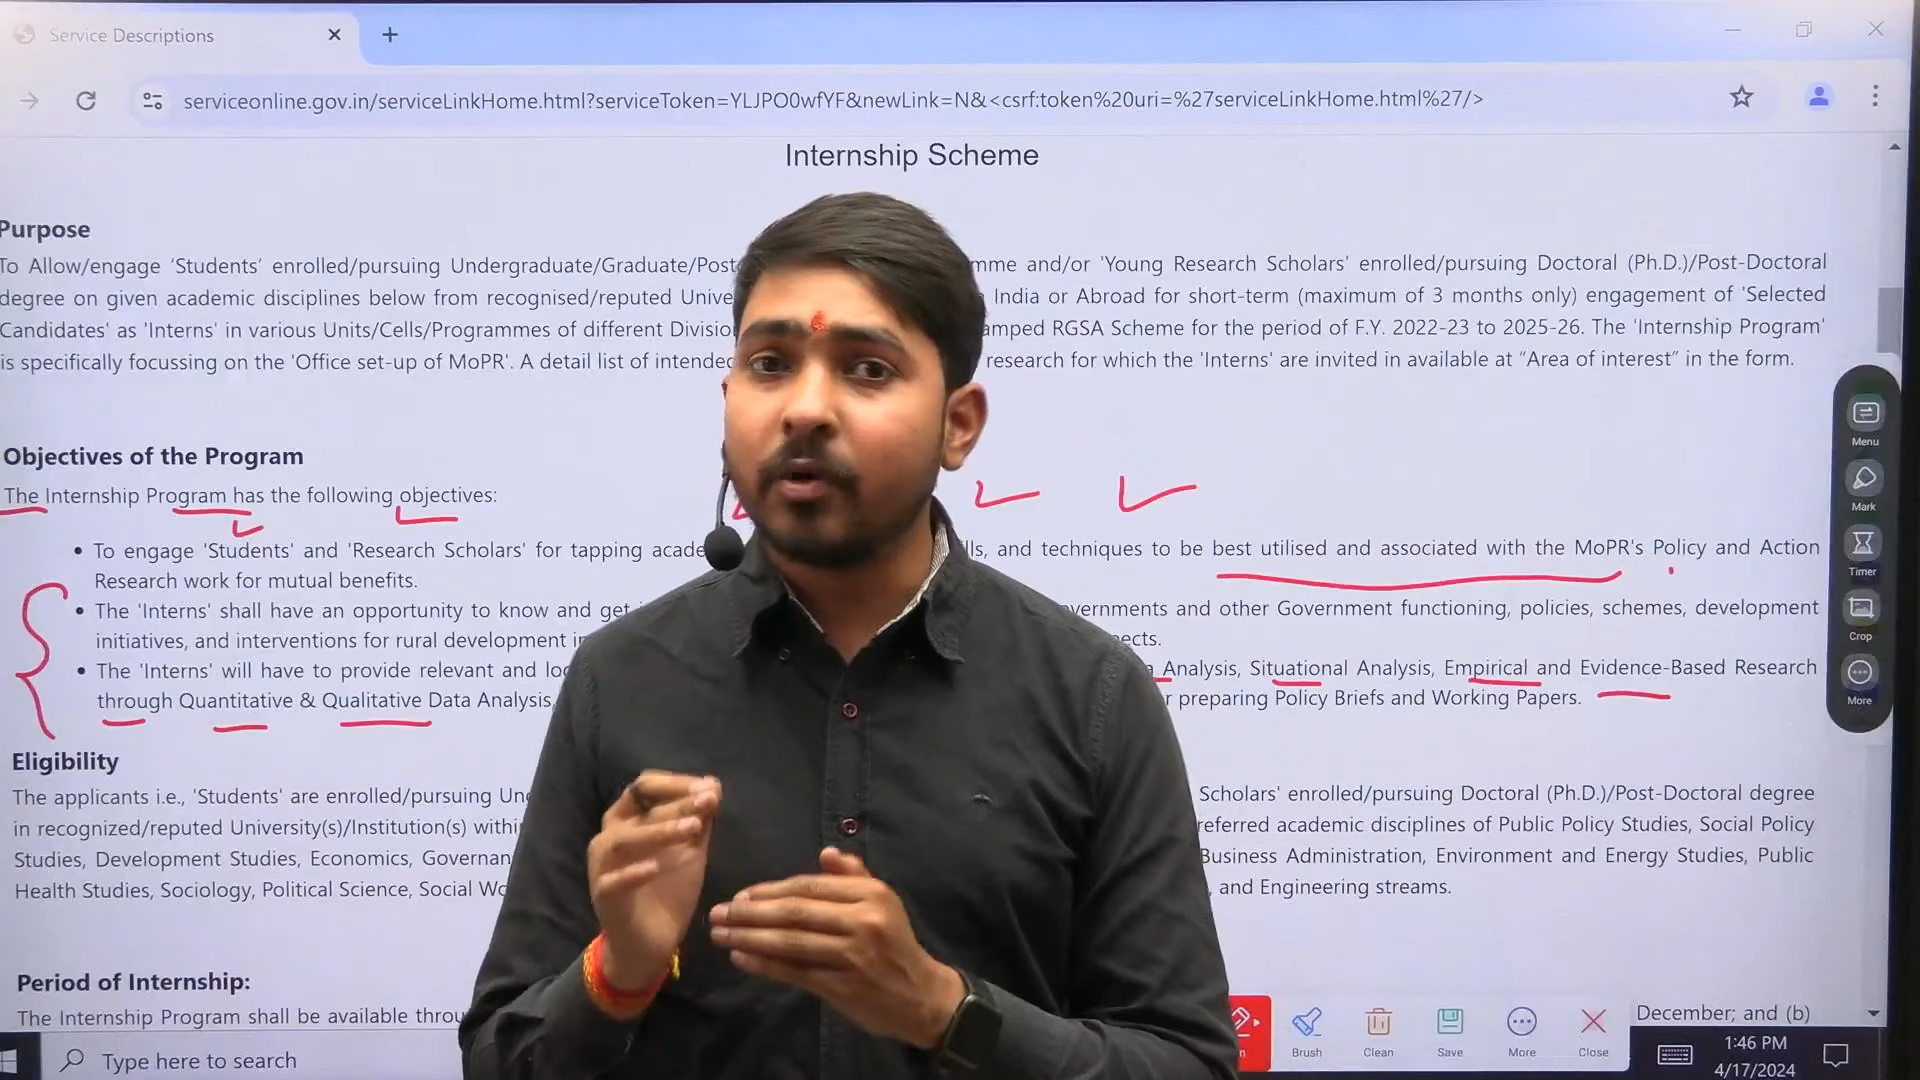 Service Descriptions
serviceonline.gov.in/serviceLinkHome.html?serviceToken=YLJPO0wfYF&newLink=N&<csrf:token%20uri=%27serviceLinkHome.html%27/>
Internship Scheme
Purpose
To Allow/engage ‘Students’ enrolled/pursuing Undergraduate/Graduate/Post mme and/or 'Young Research Scholars' enrolled/pursuing Doctoral (Ph.D.)/Post-Doctoral
degree on given academic disciplines below from recognised/reputed Unive India or Abroad for short-term (maximum of 3 months only) engagement of 'Selected
Candidates' as 'Interns' in various Units/Cells/Programmes of different Divisio amped RGSA Scheme for the period of F.Y. 2022-23 to 2025-26. The 'Internship Program'
is specifically focussing on the 'Office set-up of MoPR'. A detail list of intended research for which the 'Interns' are invited in available at “Area of interest” in the form.
Menu
Objectives of the Program
The Internship Program has the following objectives:
Mark
• To engage 'Students' and 'Research Scholars' for tapping acade lls, and techniques to be best utilised and associated with the MoPR's Policy and Action
Research work for mutual benefits.
Timer
• The 'Interns' shall have an opportunity to know and get i vernments and other Government functioning, policies, schemes, development
initiatives, and interventions for rural development i ects.
Crop
• The 'Interns' will have to provide relevant and loc Analysis, Situational Analysis, Empirical and Evidence-Based Research
through Quantitative & Qualitative Data Analysis, r preparing Policy Briefs and Working Papers.
More
Eligibility
The applicants i.e., 'Students' are enrolled/pursuing Un Scholars' enrolled/pursuing Doctoral (Ph.D.)/Post-Doctoral degree
in recognized/reputed University(s)/Institution(s) withi referred academic disciplines of Public Policy Studies, Social Policy
Studies, Development Studies, Economics, Governan Business Administration, Environment and Energy Studies, Public
Health Studies, Sociology, Political Science, Social Wo , and Engineering streams.
Period of Internship:
The Internship Program shall be available throu December; and (b)
n Brush Clean Save More Close
Type here to search
1:46 PM
4/17/2024